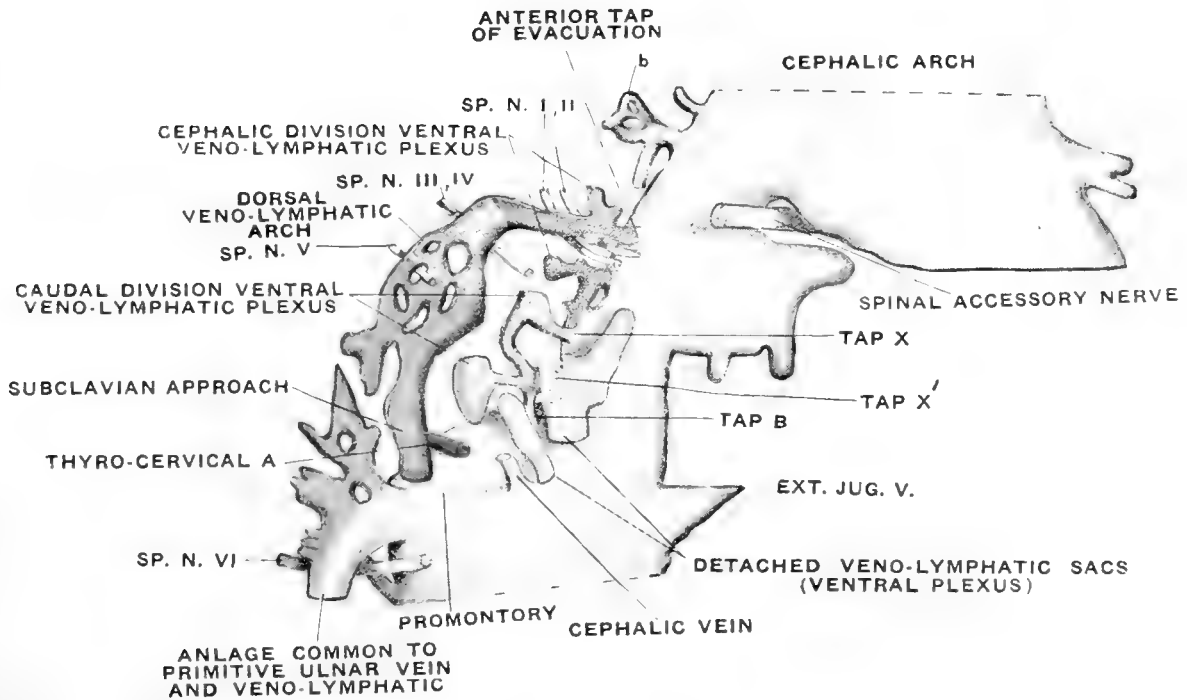 ANTERIOR TAP
OF EVACUATION
b
CEPHALIC ARCH
SP. N. I, II
CEPHALIC DIVISION VENTRAL
VENO-LYMPHATIC PLEXUS
SP. N. III, IV
DORSAL
VENO-LYMPHATIC
ARCH
SP. N. V
CAUDAL DIVISION VENTRAL
VENO-LYMPHATIC PLEXUS
SPINAL ACCESSORY NERVE
TAP X
SUBCLAVIAN APPROACH
TAP X'
TAP B
THYRO-CERVICAL A
EXT. JUG. V.
SP. N. VI
DETACHED VENO-LYMPHATIC SACS
(VENTRAL PLEXUS)
PROMONTORY
CEPHALIC VEIN
ANLAGE COMMON TO
PRIMITIVE ULNAR VEIN
AND VENO-LYMPHATIC